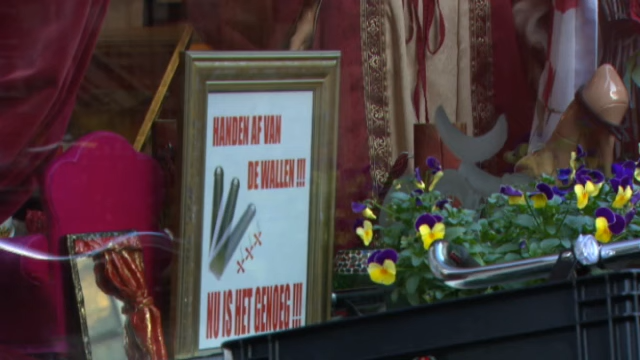 HANDEN AF VAN
DE WALLEN !!!
NU IS HET GENOEG !!!